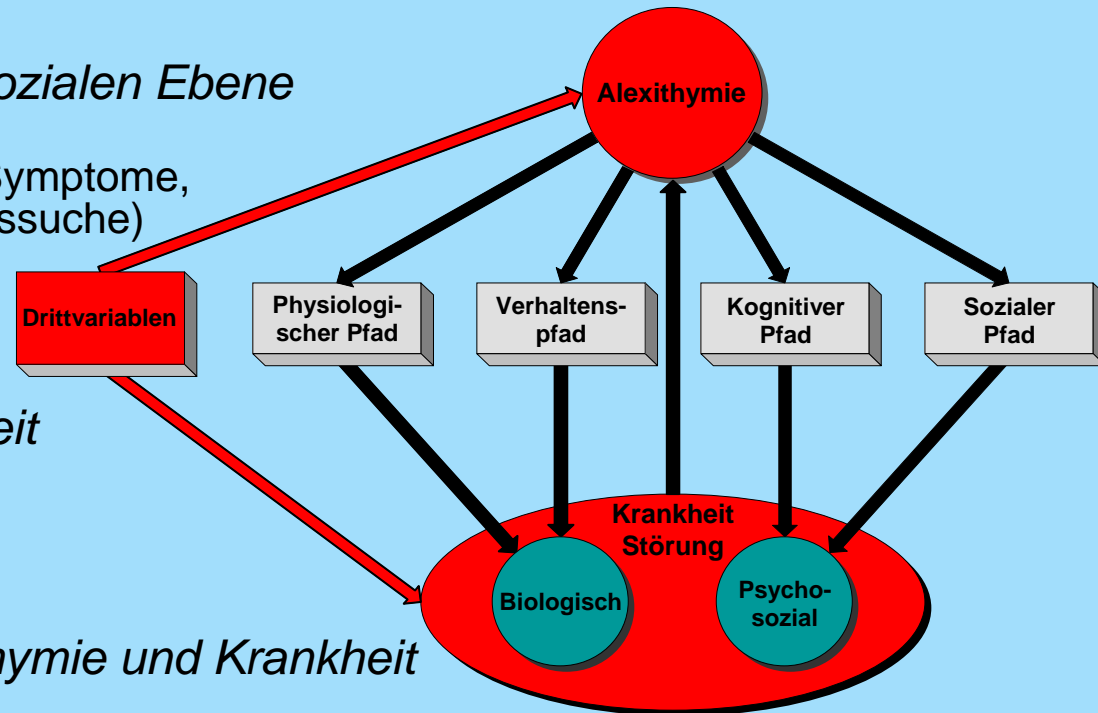 ozialen Ebene
Symptome,
ssuche)
eit
hymie und Krankheit
Alexithymie
Drittvariablen
Physiologi-
scher Pfad
Verhaltens-
pfad
Kognitiver
Pfad
Sozialer
Pfad
Krankheit
Störung
Biologisch
Psycho-
sozial